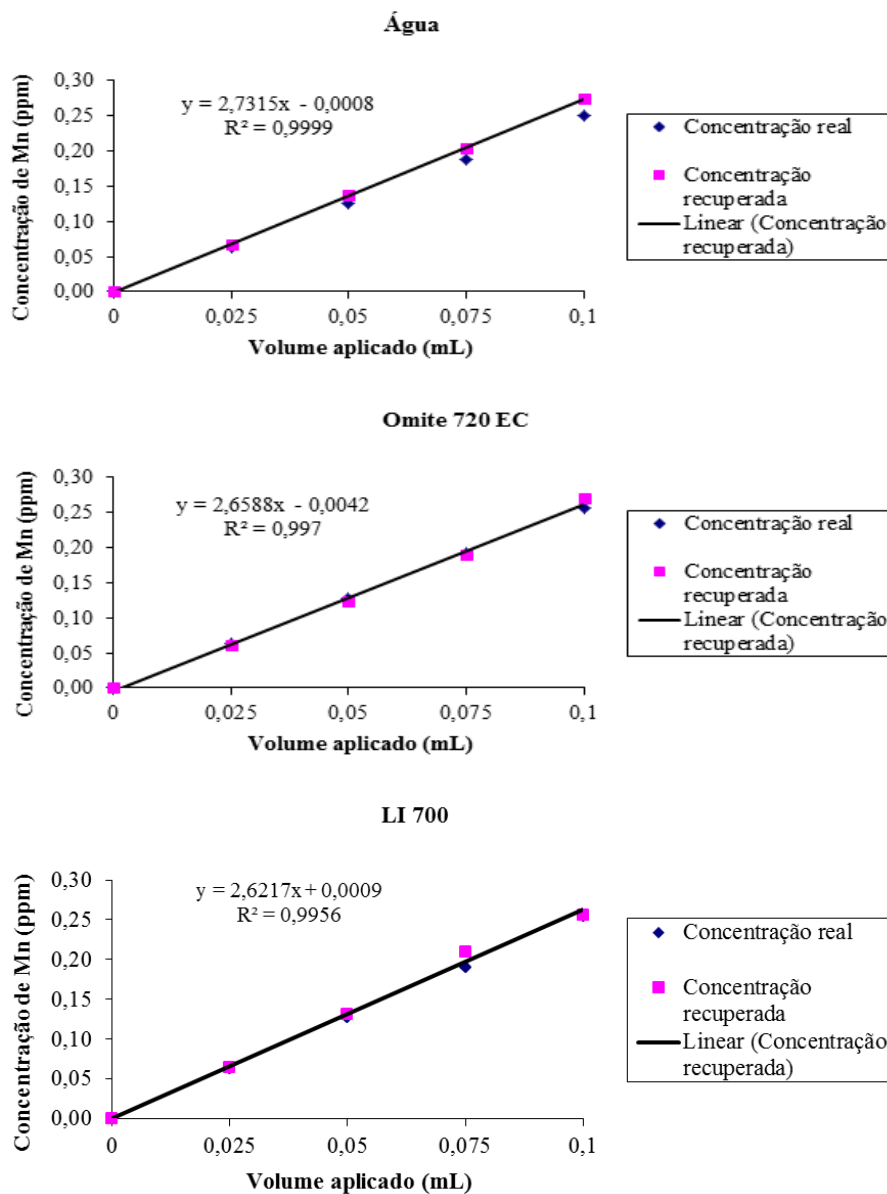 Água
Concentração de Mn (ppm)
0,30
0,25
0,20
0,15
0,10
0,05
0,00
y = 2,7315x - 0,0008
R² = 0,9999
0
0,025
0,05
0,075
0,1
Volume aplicado (mL)
Concentração real
Concentração
recuperada
Linear (Concentração
recuperada)
Omite 720 EC
Concentração de Mn (ppm)
0,30
0,25
0,20
0,15
0,10
0,05
0,00
y = 2,6588x - 0,0042
R² = 0,997
0
0,025
0,05
0,075
0,1
Volume aplicado (mL)
Concentração real
Concentração
recuperada
Linear (Concentração
recuperada)
LI 700
Concentração de Mn (ppm)
0,30
0,25
0,20
0,15
0,10
0,05
0,00
y = 2,6217x + 0,0009
R² = 0,9956
0
0,025
0,05
0,075
0,1
Volume aplicado (mL)
Concentração real
Concentração
recuperada
Linear (Concentração
recuperada)